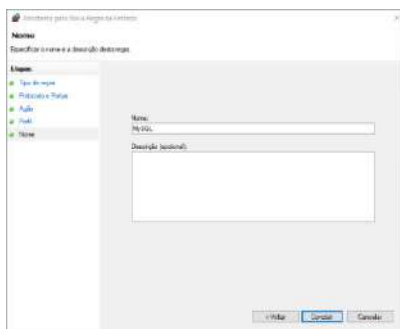 Assistente para Nova Regra de Entrada
Nome
Especificar o nome e a descrição desta regra.
Etapas:
Tipo de regra
Protocolo e Portas
Ação
Perfil
Nome
Nome:
MySQL
Descrição (opcional):
< Voltar
Concluir
Cancelar